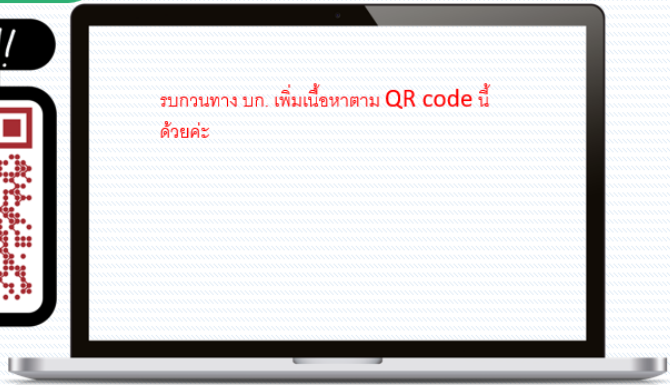 !!
รบกวนทาง บก. เพิ่มเนื้อหาตาม QR code นี้
ด้วยค่ะ